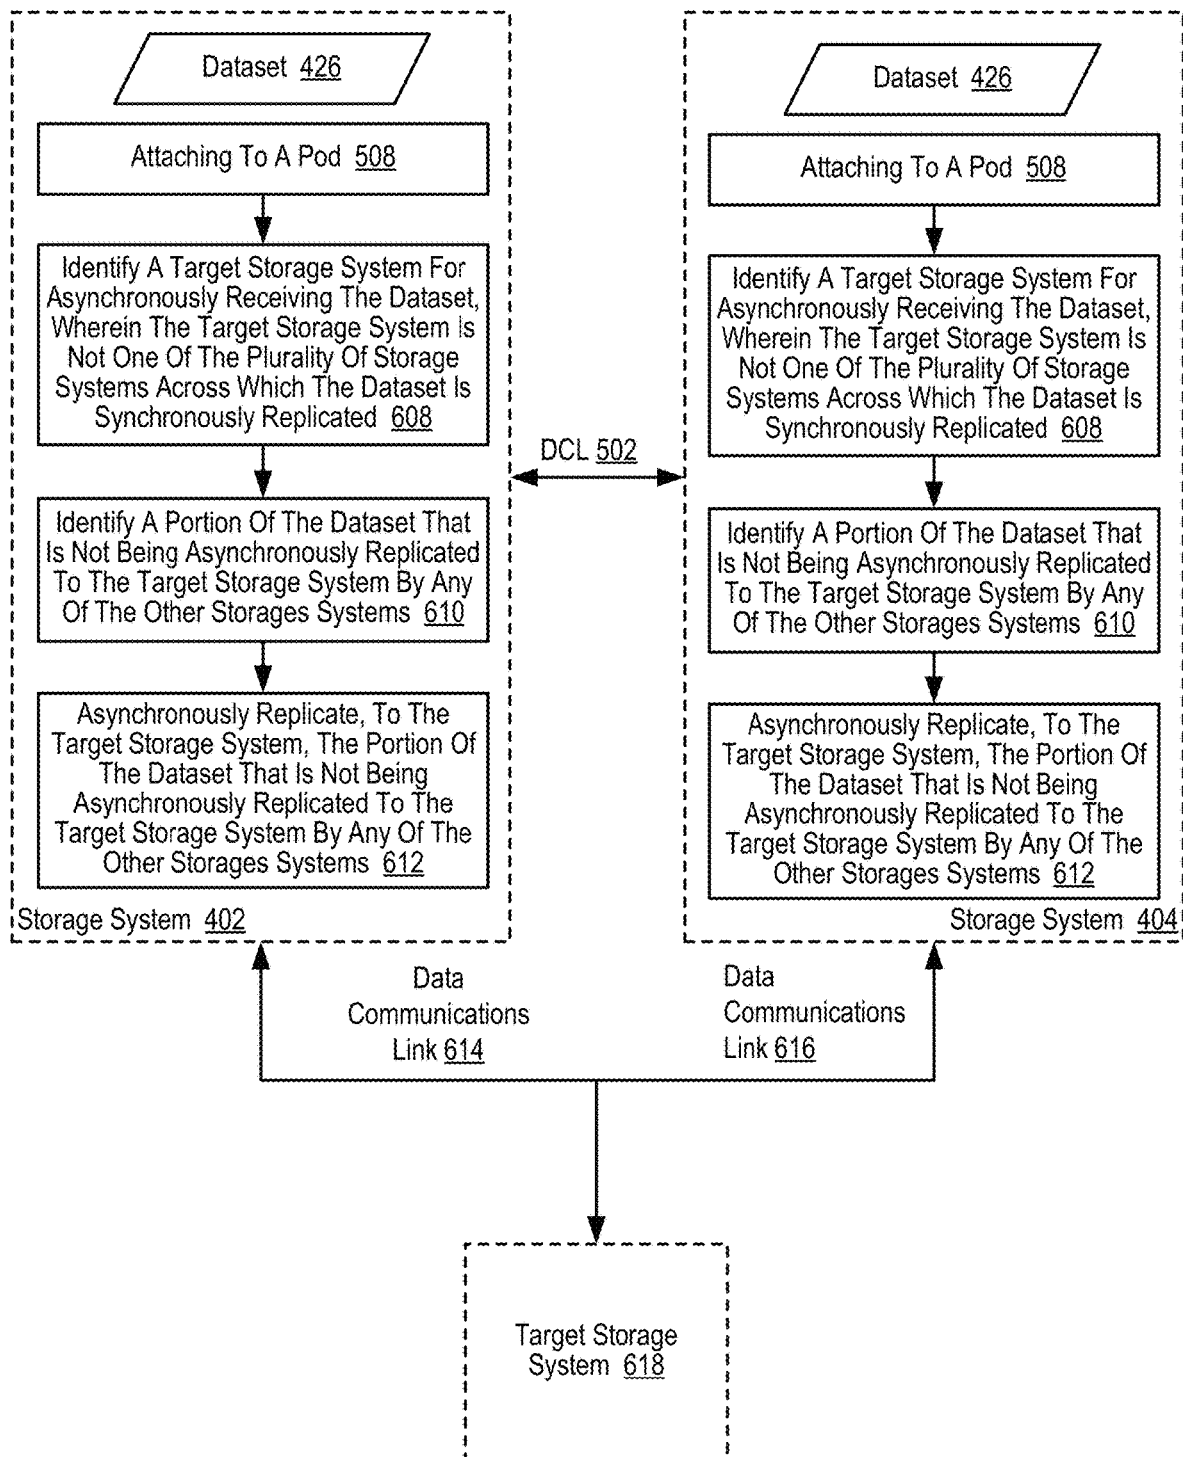 Dataset 426
Attaching To A Pod 508
Identify A Target Storage System For
Asynchronously Receiving The Dataset,
Wherein The Target Storage System Is
Not One Of The Plurality Of Storage
Systems Across Which The Dataset Is
Synchronously Replicated 608
Identify A Portion Of The Dataset That
Is Not Being Asynchronously Replicated
To The Target Storage System By Any
Of The Other Storages Systems 610
Asynchronously Replicate, To The
Target Storage System, The Portion Of
The Dataset That Is Not Being
Asynchronously Replicated To The
Target Storage System By Any Of The
Other Storages Systems 612
Storage System 402
DCL 502
Dataset 426
Attaching To A Pod 508
Identify A Target Storage System For
Asynchronously Receiving The Dataset,
Wherein The Target Storage System Is
Not One Of The Plurality Of Storage
Systems Across Which The Dataset Is
Synchronously Replicated 608
Identify A Portion Of The Dataset That
Is Not Being Asynchronously Replicated
To The Target Storage System By Any
Of The Other Storages Systems 610
Asynchronously Replicate, To The
Target Storage System, The Portion Of
The Dataset That Is Not Being
Asynchronously Replicated To The
Target Storage System By Any Of The
Other Storages Systems 612
Storage System 404
Data
Communications
Link 614
Data
Communications
Link 616
Target Storage
System 618